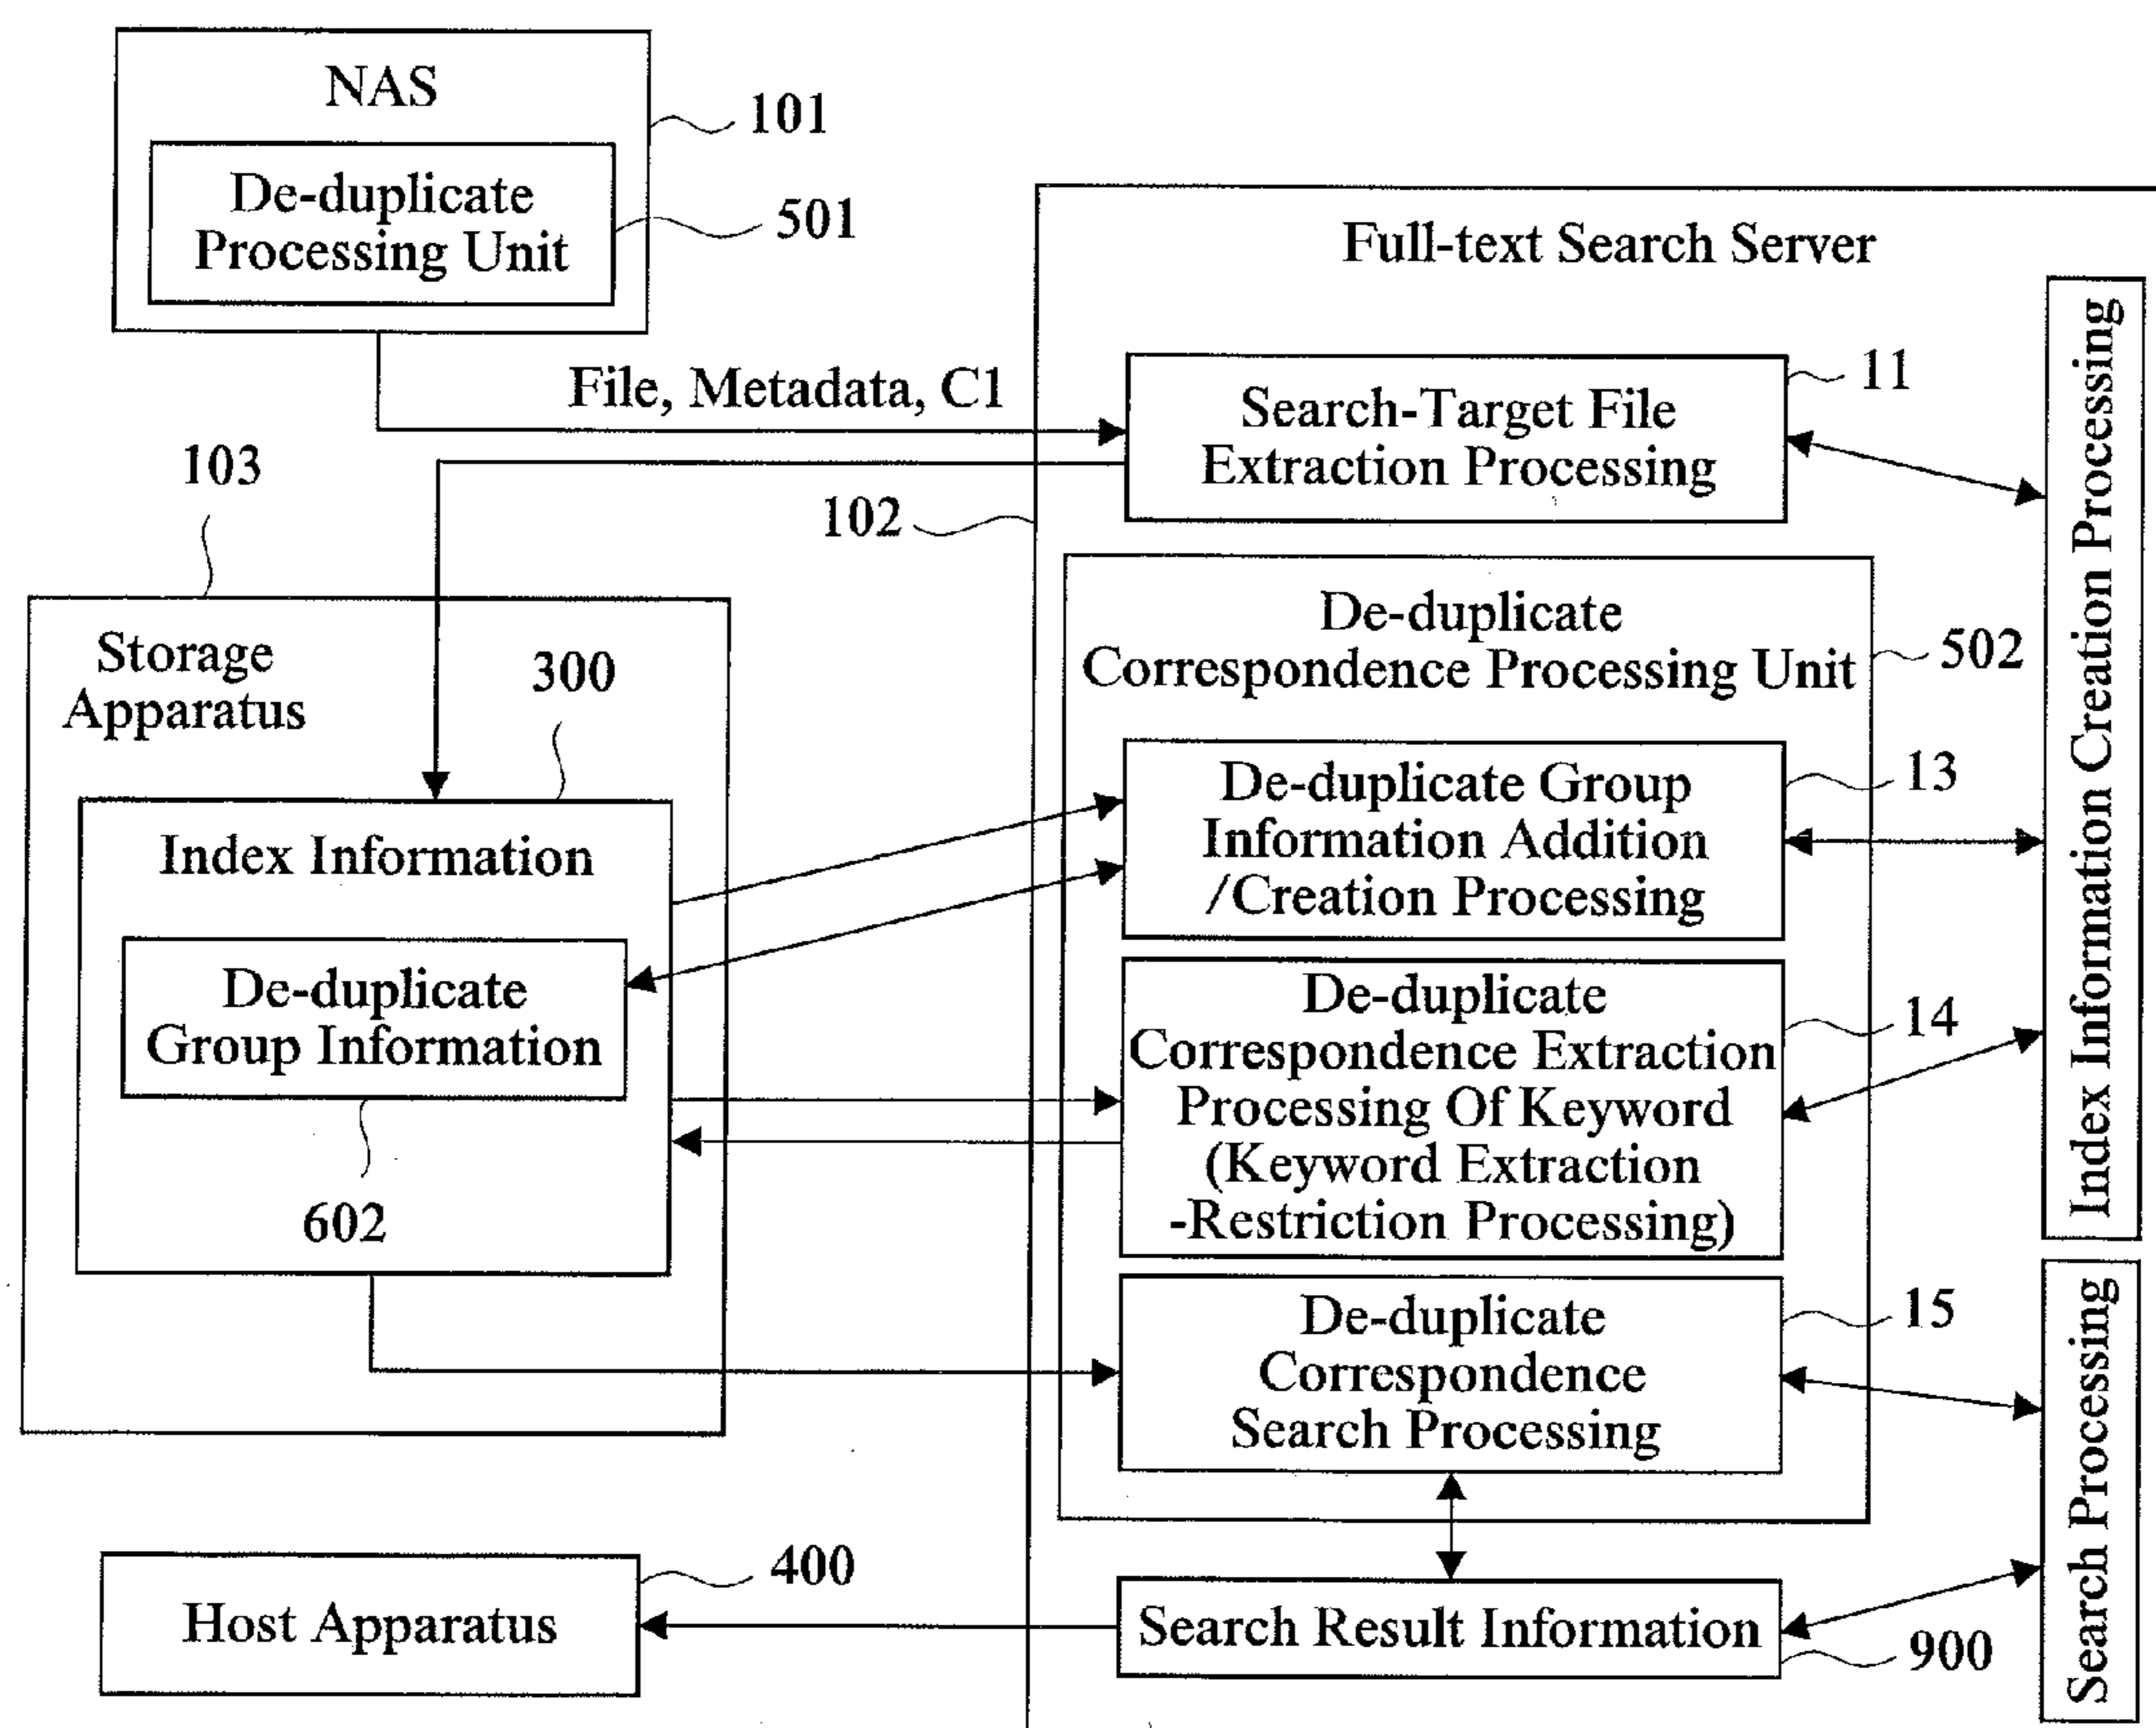 NAS
101
De-duplicate
Processing Unit
501
Full-text Search Server
File, Metadata, C1
11
Search-Target File
Extraction Processing
103
102
Storage
Apparatus
300
De-duplicate
Correspondence Processing Unit
502
Index Information
De-duplicate Group
Information Addition
/Creation Processing
13
De-duplicate
Group Information
602
De-duplicate
Correspondence Extraction
Processing Of Keyword
(Keyword Extraction
-Restriction Processing)
14
Index Information Creation Processing
De-duplicate
Correspondence
Search Processing
15
Search Processing
400
Host Apparatus
Search Result Information
900